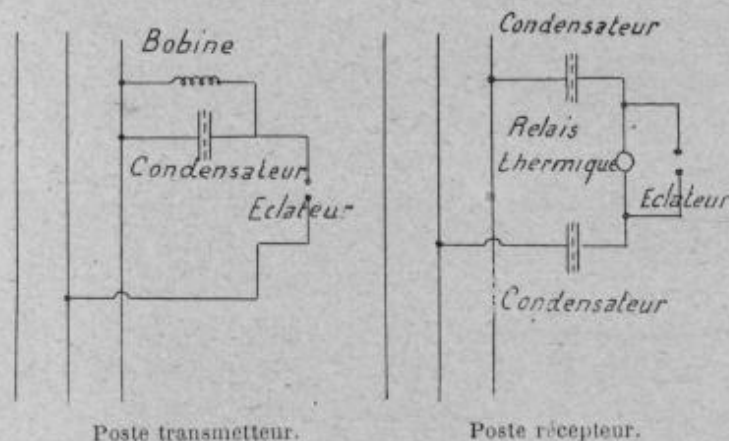 Bobine
Condensateur
Eclateur
Poste transmetteur.
Condensateur
Relais
thermique
Eclateur
Condensateur
Poste récepteur.